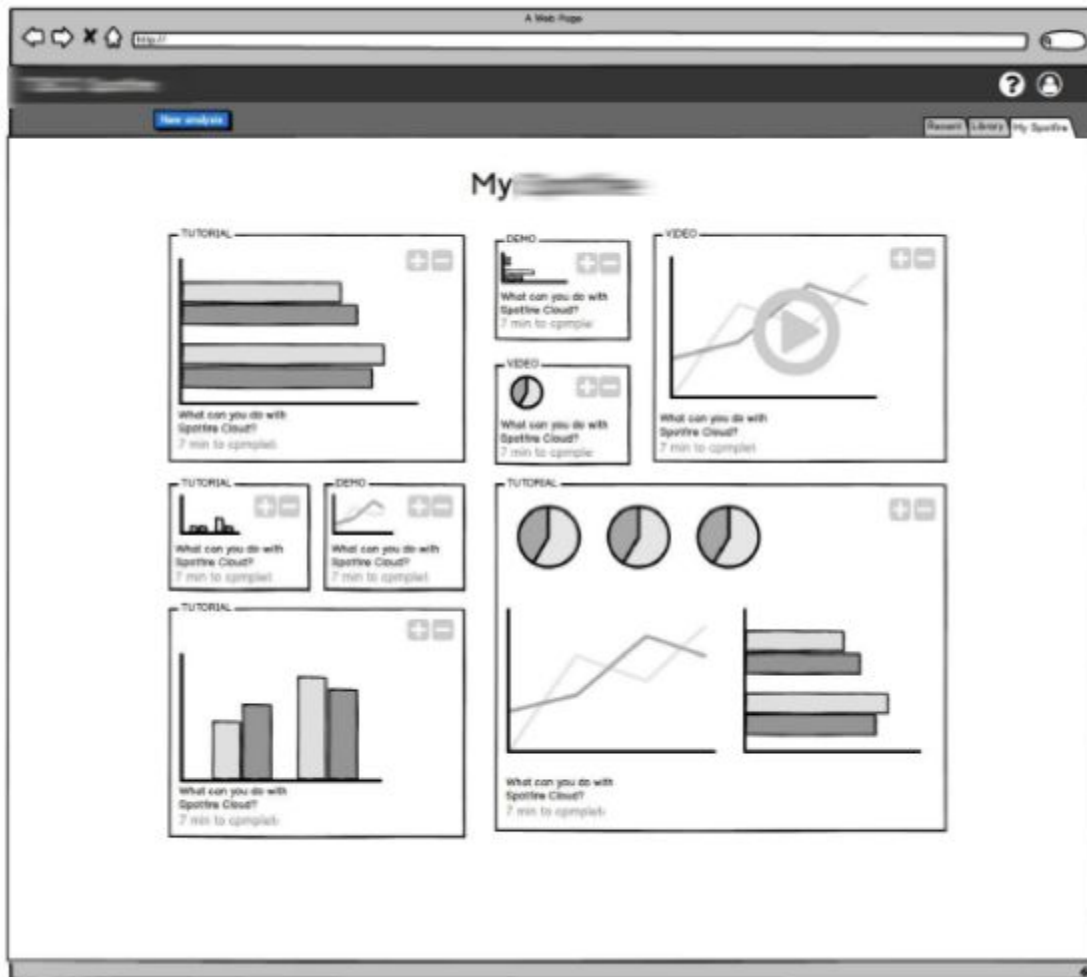 A Web Page
http://
New analysis
Recent
Library
My Spotfire
My
TUTORIAL
What can you do with
Spotfire Cloud?
7 min to cpmplet
DEMO
What can you do with
Spotfire Cloud?
7 min to cpmple
VIDEO
What can you do with
Spotfire Cloud?
7 min to cpmple
VIDEO
What can you do with
Spotfire Cloud?
7 min to cpmplet
TUTORIAL
What can you do with
Spotfire Cloud?
7 min to cpmplet
DEMO
What can you do with
Spotfire Cloud?
7 min to cpmplet
TUTORIAL
What can you do with
Spotfire Cloud?
7 min to cpmplet
TUTORIAL
What can you do with
Spotfire Cloud?
7 min to cpmplet